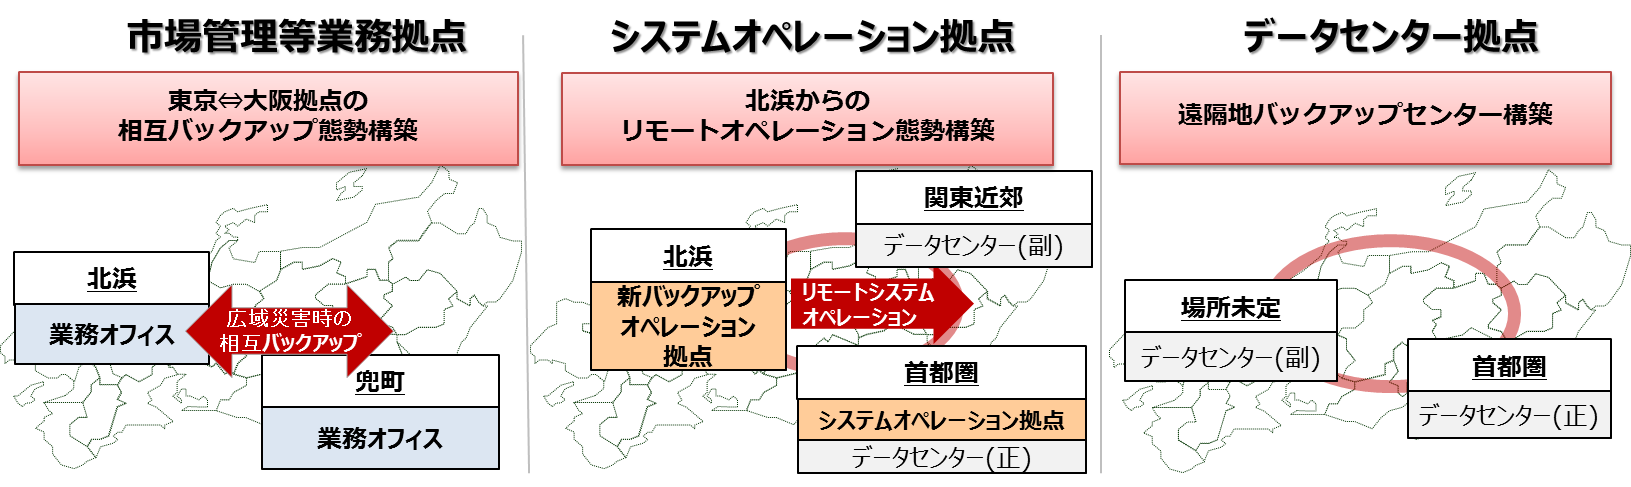 市場管理等業務拠点
東京⇔大阪拠点の
相互バックアップ態勢構築
北浜
業務オフィス
広域災害時の
相互バックアップ
兜町
業務オフィス
システムオペレーション拠点
北浜からの
リモートオペレーション態勢構築
関東近郊
データセンター(副)
北浜
新バックアップ
オペレーション
拠点
リモートシステム
オペレーション
首都圏
システムオペレーション拠点
データセンター(正)
データセンター拠点
遠隔地バックアップセンター構築
場所未定
データセンター(副)
首都圏
データセンター(正)